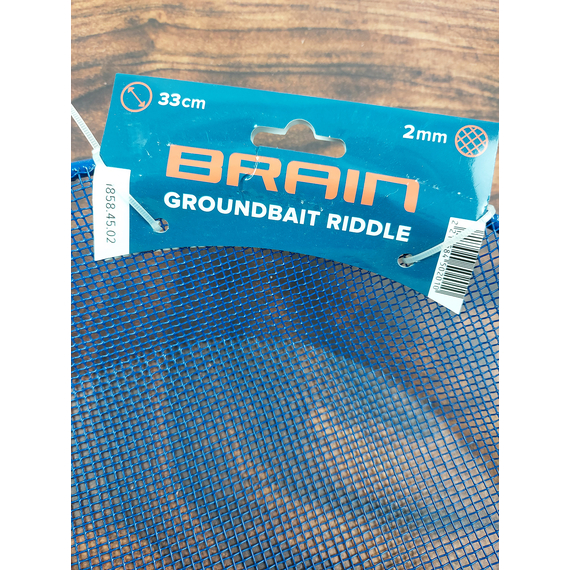 33cm
2mm
BRAIN
GROUNDBAIT RIDDLE
1858.45.02